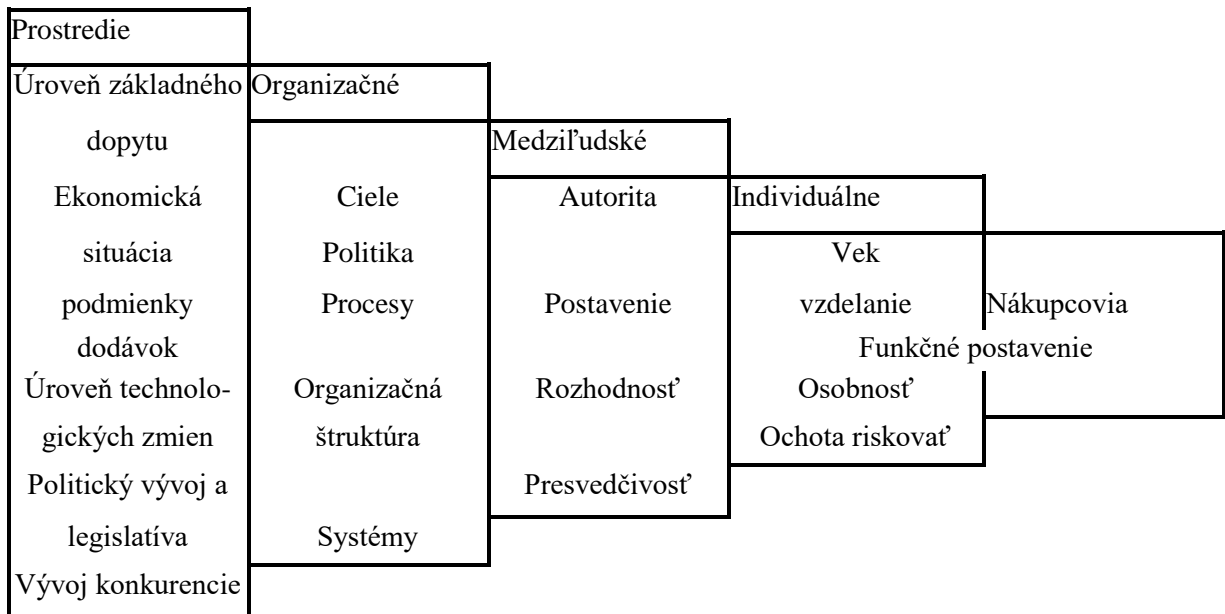 Prostredie
Úroveň základného Organizačné
dopytu Medziľudské
Ekonomická Ciele Autorita Individuálne
situácia Politika Vek
podmienky Procesy Postavenie vzdelanie Nákupcovia
dodávok Funkčné postavenie
Úroveň technolo- Organizačná Rozhodnosť Osobnosť
gických zmien štruktúra Ochota riskovať
Politický vývoj a Presvedčivosť
legislatíva Systémy
Vývoj konkurencie